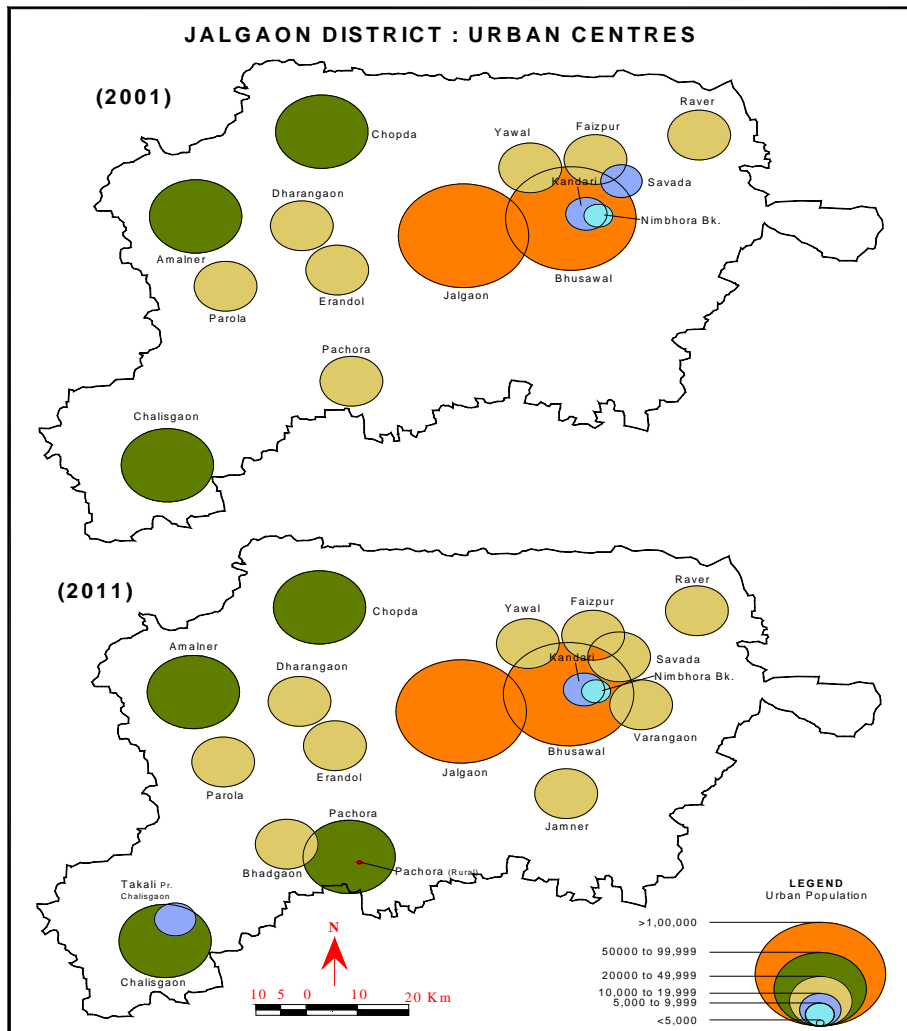 JALGAON DISTRICT : URBAN CENTRES
(2001)
Chopda
Raver
Faizpur
Yawal
Kandari
Savada
Dharangaon
Nimbhora Bk.
Amalner
Erandol
Parola
Bhusawal
Jalgaon
Pachora
Chalisgaon
(2011)
Chopda
Raver
Faizpur
Yawal
Amalner
Dharangaon
Kandari
Savada
Nimbhora Bk.
Varangaon
Bhusawal
Erandol
Jalgaon
Parola
Pachora
Jamner
Bhadgaon
Pachora (Rural)
Takali Pr.
Chalisgaon
Chalisgaon
N
10 5 0 10 20 Km
LEGEND
Urban Population
>1,00,000
50000 to 99,999
20000 to 49,999
10,000 to 19,999
5,000 to 9,999
<5,000